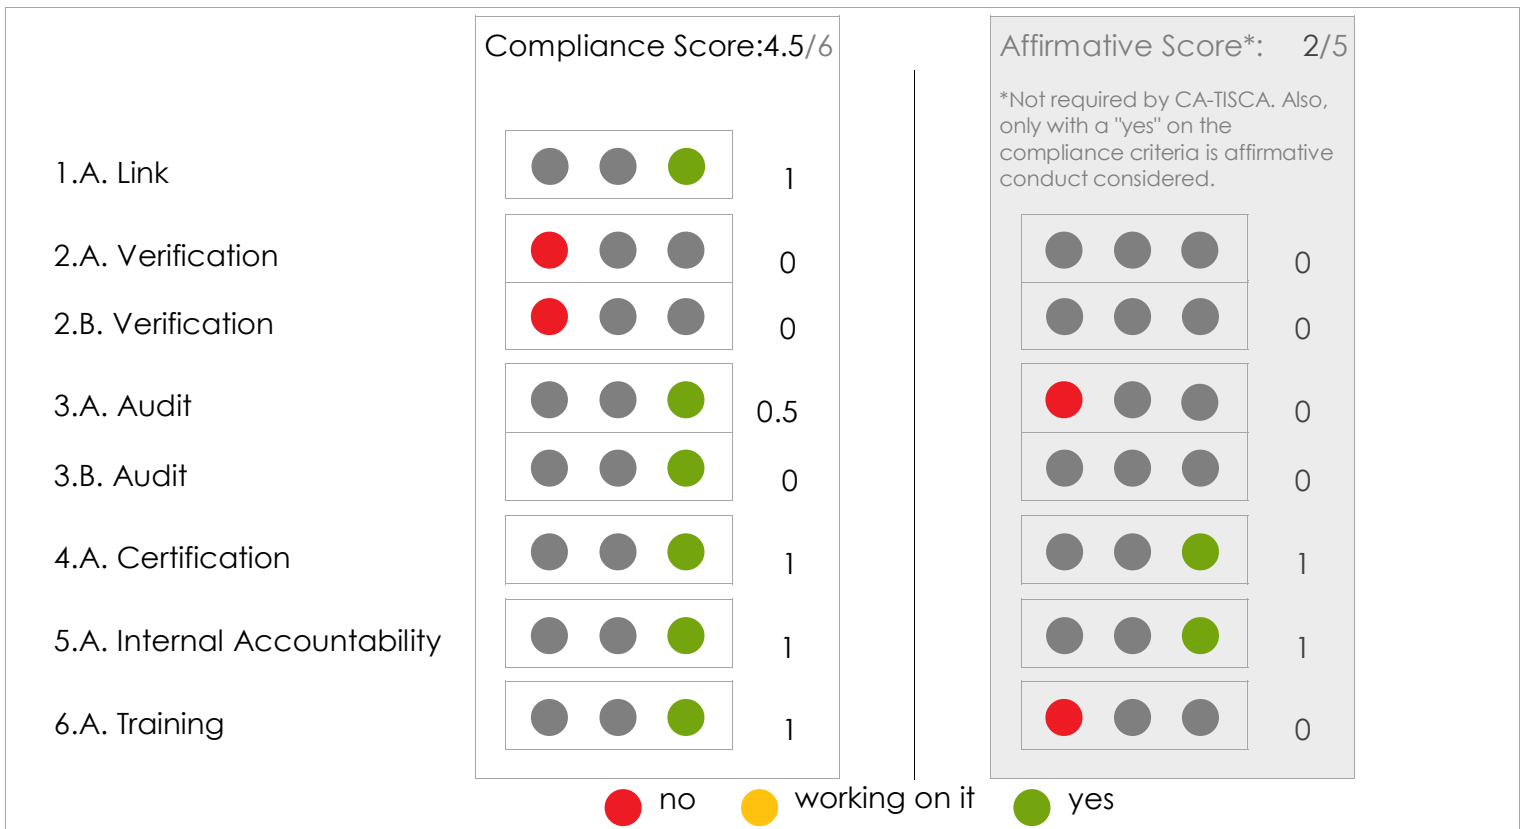 Compliance Score:4.5/6
Affirmative Score*: 2/5
*Not required by CA-TISCA. Also,
only with a "yes" on the
compliance criteria is affirmative
conduct considered.
1.A. Link 1
2.A. Verification 0 0
2.B. Verification 0 0
3.A. Audit 0.5 0
3.B. Audit 0 0
4.A. Certification 1 1
5.A. Internal Accountability 1 1
6.A. Training 1 0
no working on it yes